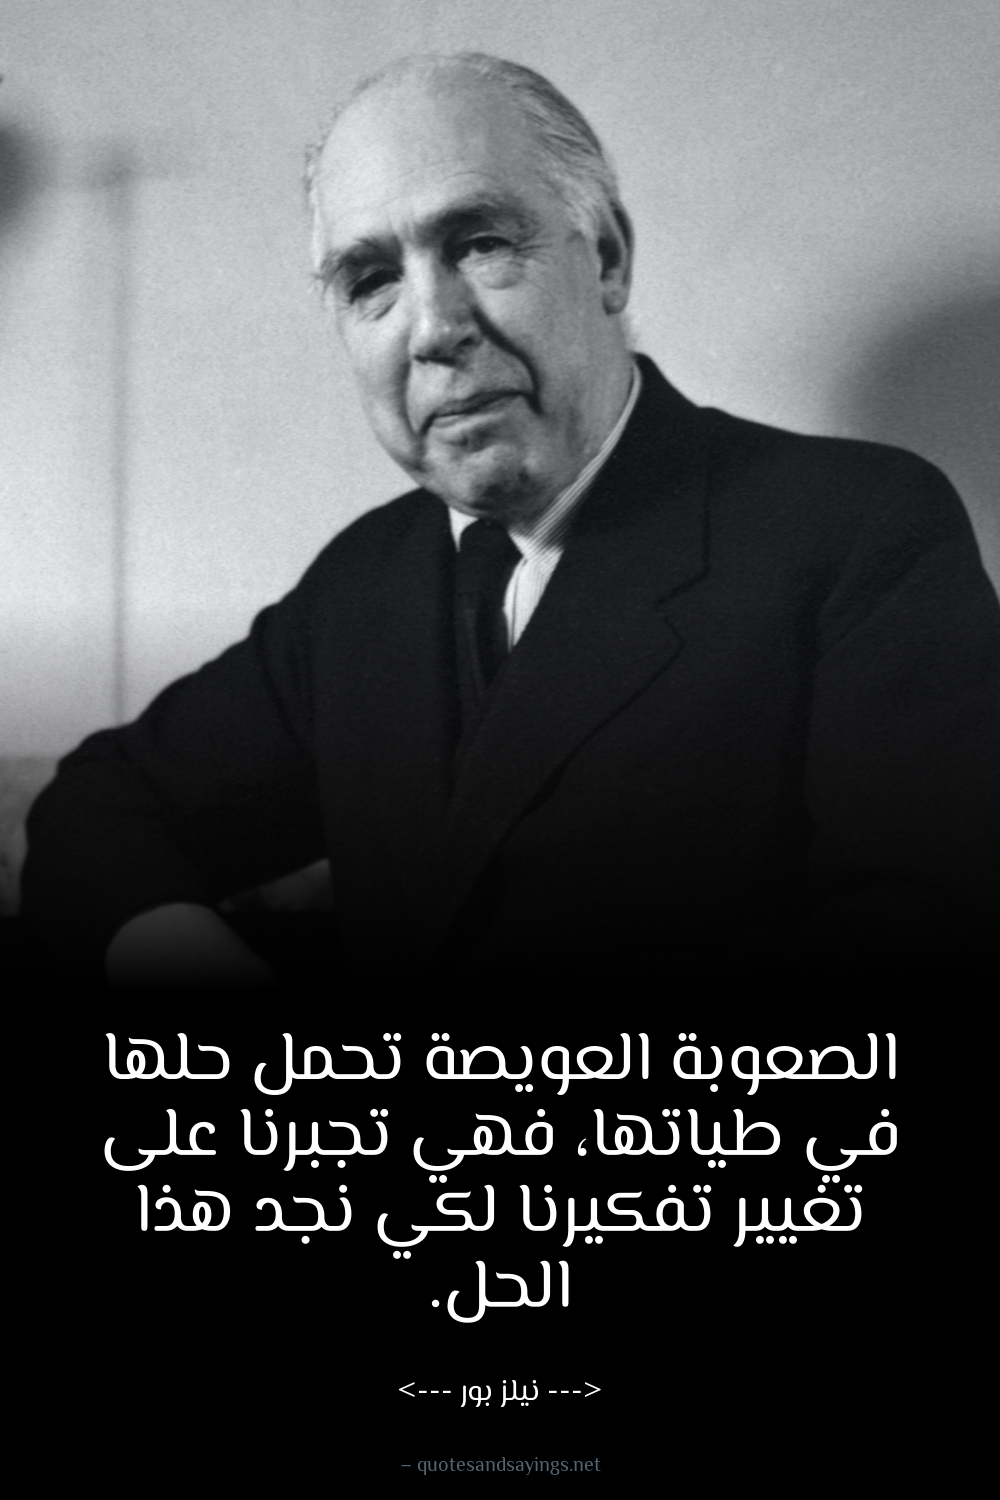 الصعوبة العويصة تحمل حلها
في طياتها، فهي تجبرنا على
تغيير تفكيرنا لكي نجد هذا
الحل.
<--- نيلز بور --->
– quotesandsayings.net